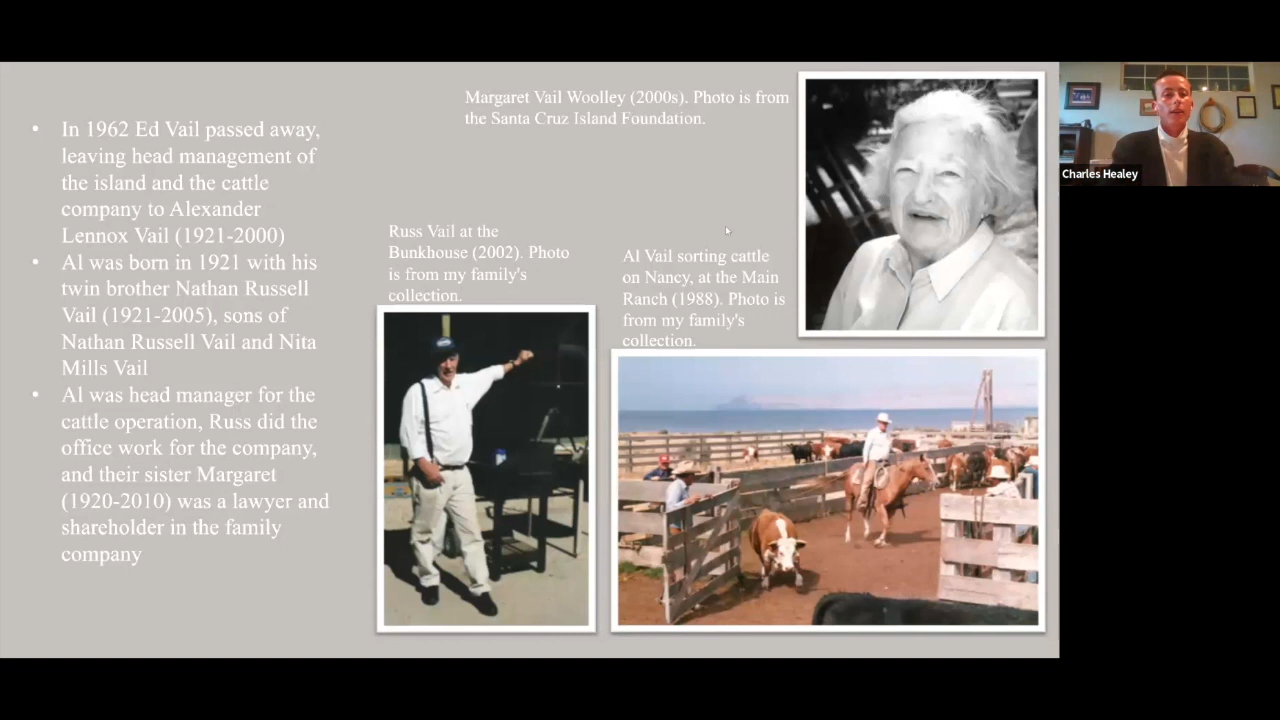 • In 1962 Ed Vail passed away,
leaving head management of
the island and the cattle
company to Alexander
Lennox Vail (1921-2000)
• Al was born in 1921 with his
twin brother Nathan Russell
Vail (1921-2005), sons of
Nathan Russell Vail and Nita
Mills Vail
• Al was head manager for the
cattle operation, Russ did the
office work for the company,
and their sister Margaret
(1920-2010) was a lawyer and
shareholder in the family
company
Margaret Vail Woolley (2000s). Photo is from
the Santa Cruz Island Foundation.
Russ Vail at the
Bunkhouse (2002). Photo
is from my family's
collection.
Al Vail sorting cattle
on Nancy, at the Main
Ranch (1988). Photo is
from my family's
collection.
Charles Healey